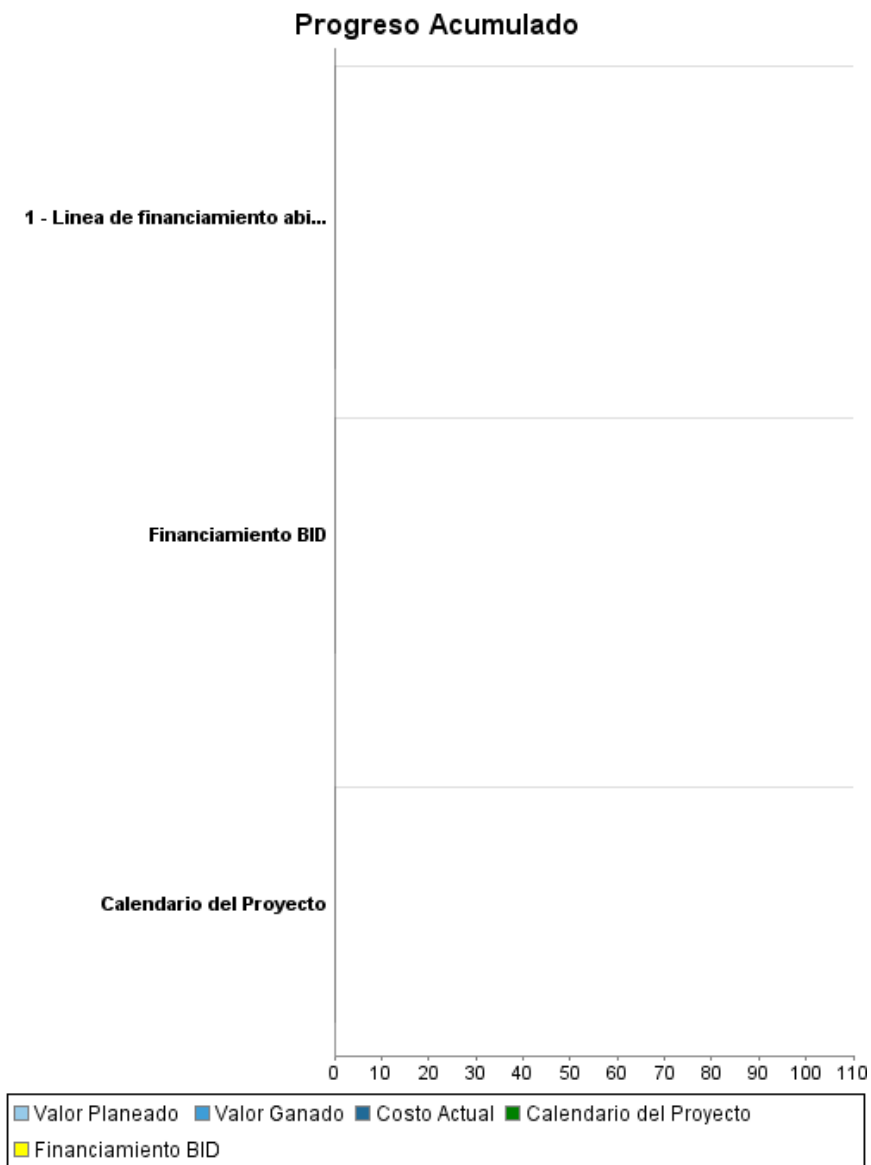 Progreso Acumulado
1 - Linea de financiamiento abi...
Financiamiento BID
Calendario del Proyecto
0 10 20 30 40 50 60 70 80 90 100 110
Valor Planeado Valor Ganado Costo Actual Calendario del Proyecto
Financiamiento BID